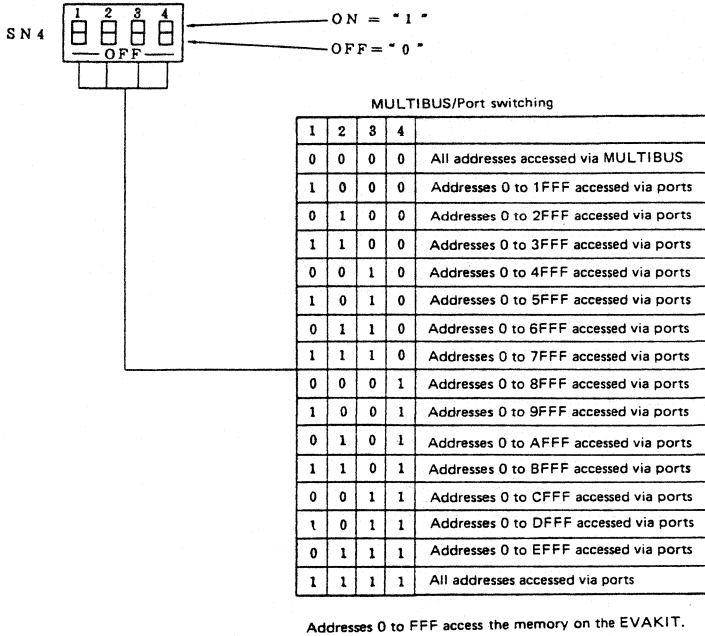 1 2 3 4
SN4
OFF
ON = "1"
OFF = "0"
MULTIBUS/Port switching
1 2 3 4
0 0 0 0 All addresses accessed via MULTIBUS
1 0 0 0 Addresses 0 to 1FFF accessed via ports
0 1 0 0 Addresses 0 to 2FFF accessed via ports
1 1 0 0 Addresses 0 to 3FFF accessed via ports
0 0 1 0 Addresses 0 to 4FFF accessed via ports
1 0 1 0 Addresses 0 to 5FFF accessed via ports
0 1 1 0 Addresses 0 to 6FFF accessed via ports
1 1 1 0 Addresses 0 to 7FFF accessed via ports
0 0 0 1 Addresses 0 to 8FFF accessed via ports
1 0 0 1 Addresses 0 to 9FFF accessed via ports
0 1 0 1 Addresses 0 to AFFF accessed via ports
1 1 0 1 Addresses 0 to BFFF accessed via ports
0 0 1 1 Addresses 0 to CFFF accessed via ports
1 0 1 1 Addresses 0 to DFFF accessed via ports
0 1 1 1 Addresses 0 to EFFF accessed via ports
1 1 1 1 All addresses accessed via ports
Addresses 0 to FFF access the memory on the EVAKIT.